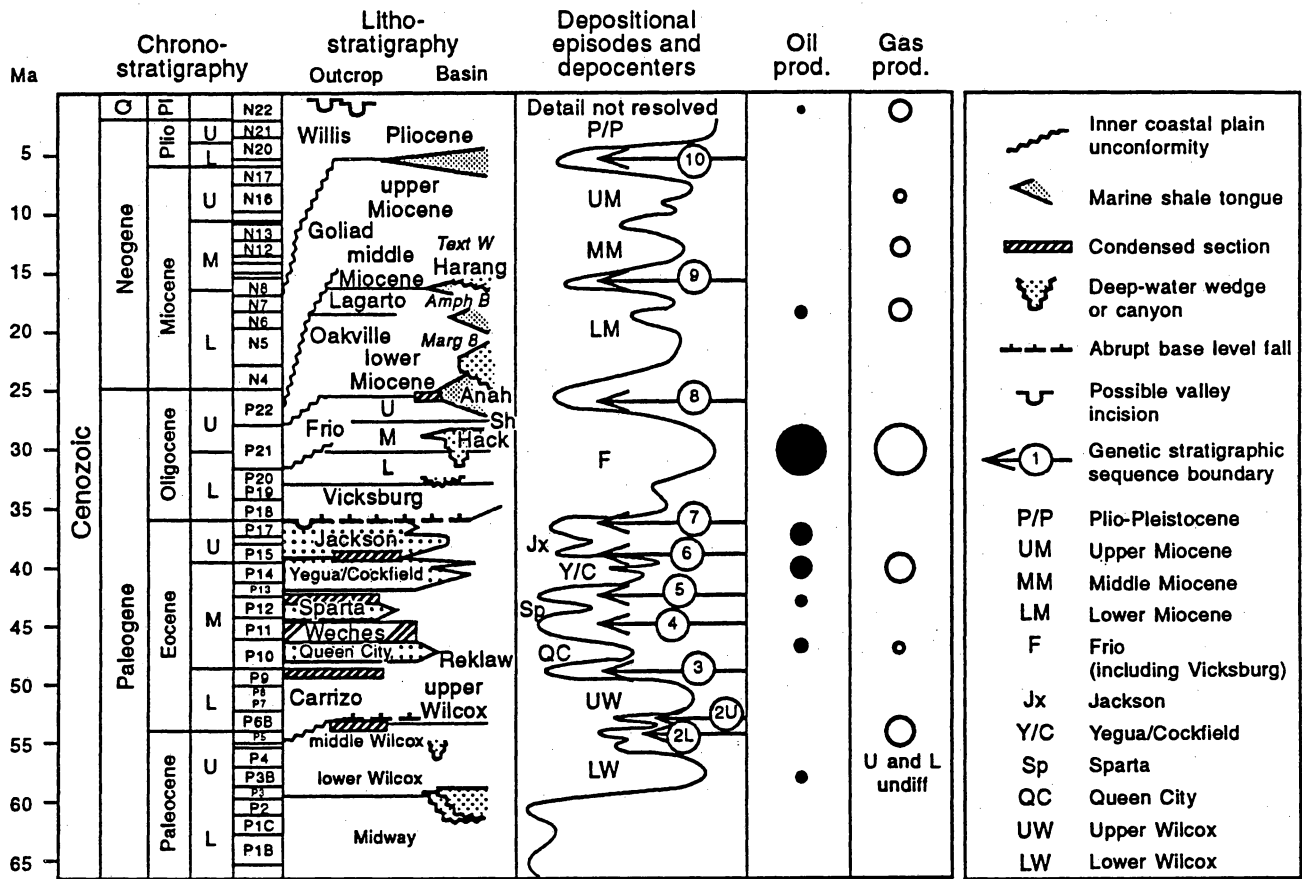 Ma
Chrono-
stratigraphy
Litho-
stratigraphy
Outcrop
Basin
Depositional
episodes and
depocenters
Oil
prod.
Gas
prod.
5
10
15
20
25
30
35
40
45
50
55
60
65
Cenozoic
Q
Neogene
Paleogene
Pl
Plio
Miocene
Oligocene
Eocene
Paleocene
U
L
U
M
L
U
L
U
M
L
U
L
N22
N21
N20
N17
N16
N13
N12
N8
N7
N6
N5
N4
P22
P21
P20
P19
P18
P17
P15
P14
P13
P12
P11
P10
P9
P8
P7
P6B
P5
P4
P3B
P3
P2
P1C
P1B
Willis
Pliocene
upper
Miocene
Goliad
middle
Miocene
Text W
Harang
Lagarto
Amph B
Oakville
Marg B
lower
Miocene
Anah
U
Sh
Frio
M
Hack
L
Vicksburg
Jackson
Yegua/Cockfield
Sparta
Weches
Queen City
Reklaw
Carrizo
upper
Wilcox
middle Wilcox
lower Wilcox
Midway
Detail not resolved
P/P
10
UM
MM
9
LM
8
F
7
Jx
6
Y/C
5
Sp
4
QC
3
UW
2U
2L
LW
U and L
undiff
Inner coastal plain
unconformity
Marine shale tongue
Condensed section
Deep-water wedge
or canyon
Abrupt base level fall
Possible valley
incision
1 Genetic stratigraphic
sequence boundary
P/P Plio-Pleistocene
UM Upper Miocene
MM Middle Miocene
LM Lower Miocene
F Frio
(including Vicksburg)
Jx Jackson
Y/C Yegua/Cockfield
Sp Sparta
QC Queen City
UW Upper Wilcox
LW Lower Wilcox